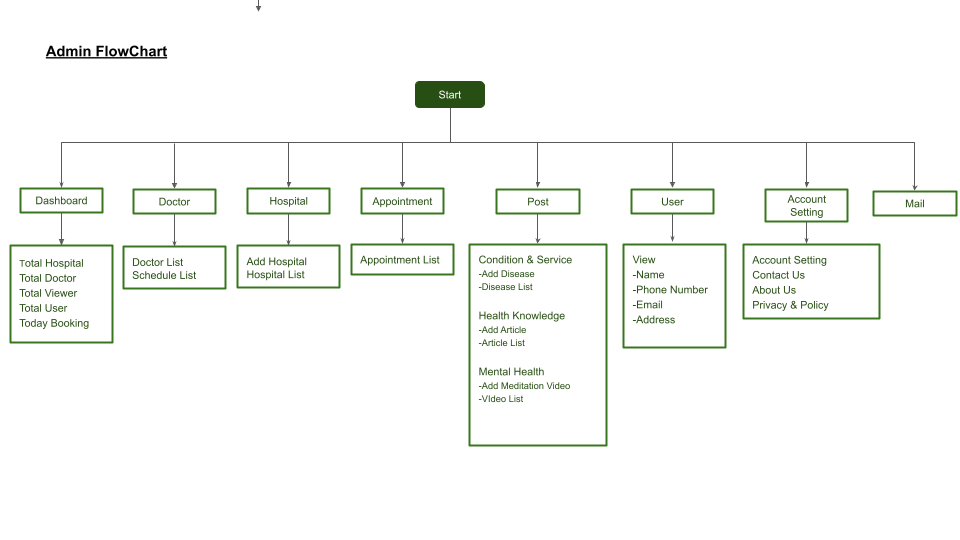 Admin FlowChart
Start
Dashboard
Doctor
Hospital
Appointment
Post
User
Account
Setting
Mail
Total Hospital
Total Doctor
Total Viewer
Total User
Today Booking
Doctor List
Schedule List
Add Hospital
Hospital List
Appointment List
Condition & Service
-Add Disease
-Disease List
Health Knowledge
-Add Article
-Article List
Mental Health
-Add Meditation Video
-VIdeo List
View
-Name
-Phone Number
-Email
-Address
Account Setting
Contact Us
About Us
Privacy & Policy